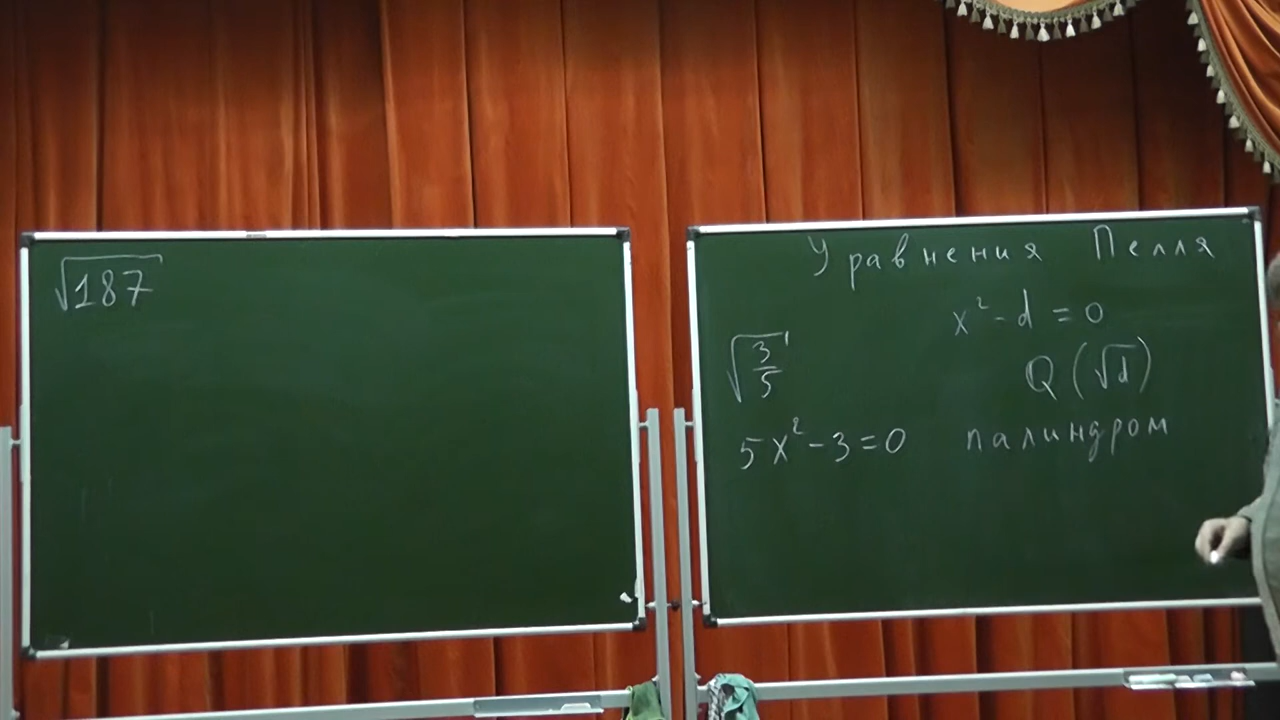 √187
Уравнения Пелля
x² - d = 0
√3/5
Q (√d)
5x² - 3 = 0
палиндром